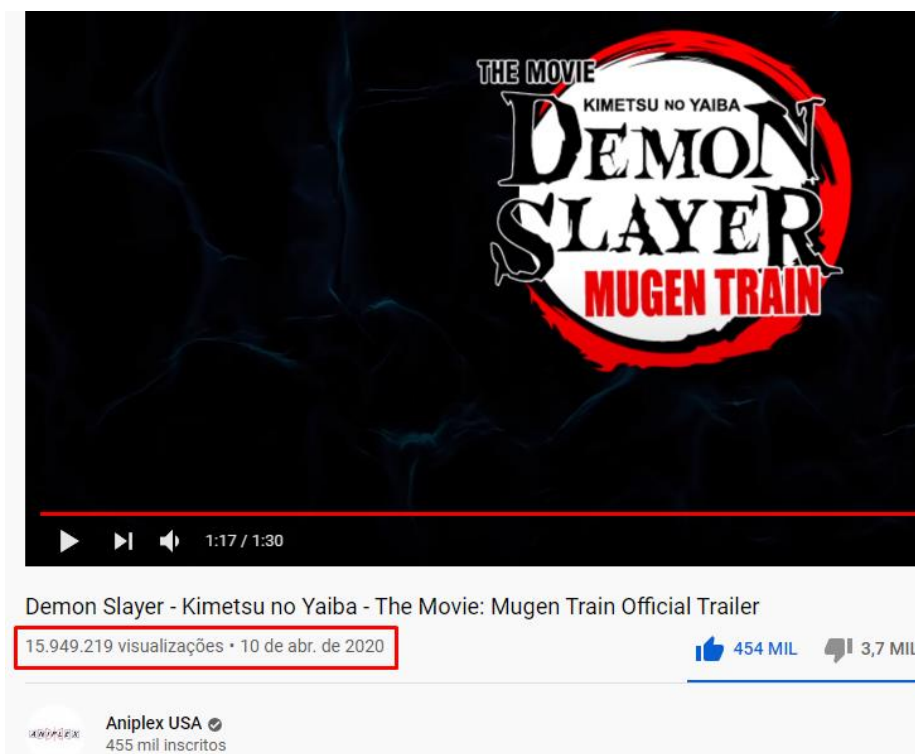 THE MOVIE
KIMETSU NO YAIBA
DEMON
SLAYER
MUGEN TRAIN
1:17 / 1:30
Demon Slayer - Kimetsu no Yaiba - The Movie: Mugen Train Official Trailer
15.949.219 visualizações • 10 de abr. de 2020
454 MIL
3,7 MIL
ANIPLEX
Aniplex USA
455 mil inscritos